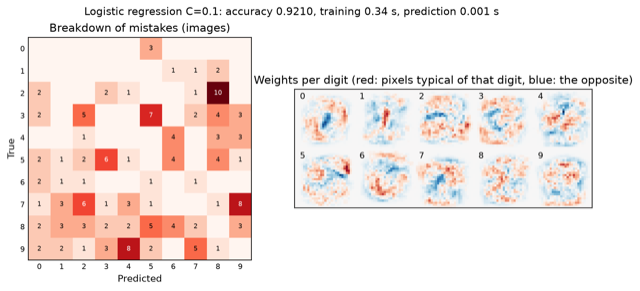 Logistic regression C=0.1: accuracy 0.9210, training 0.34 s, prediction 0.001 s
Breakdown of mistakes (images)
True
0 3
1 1 1 2
2 2 2 1 1 10
3 2 5 7 2 4 3
4 1 4 3 3
5 1 2 2 6 1 4 4 1
6 2 1 1 1 1
7 1 3 6 1 3 1 1 8
8 2 3 3 2 2 5 4 2 3
9 2 2 1 3 8 2 5 1
0 1 2 3 4 5 6 7 8 9
Predicted
Weights per digit (red: pixels typical of that digit, blue: the opposite)
0 1 2 3 4
5 6 7 8 9